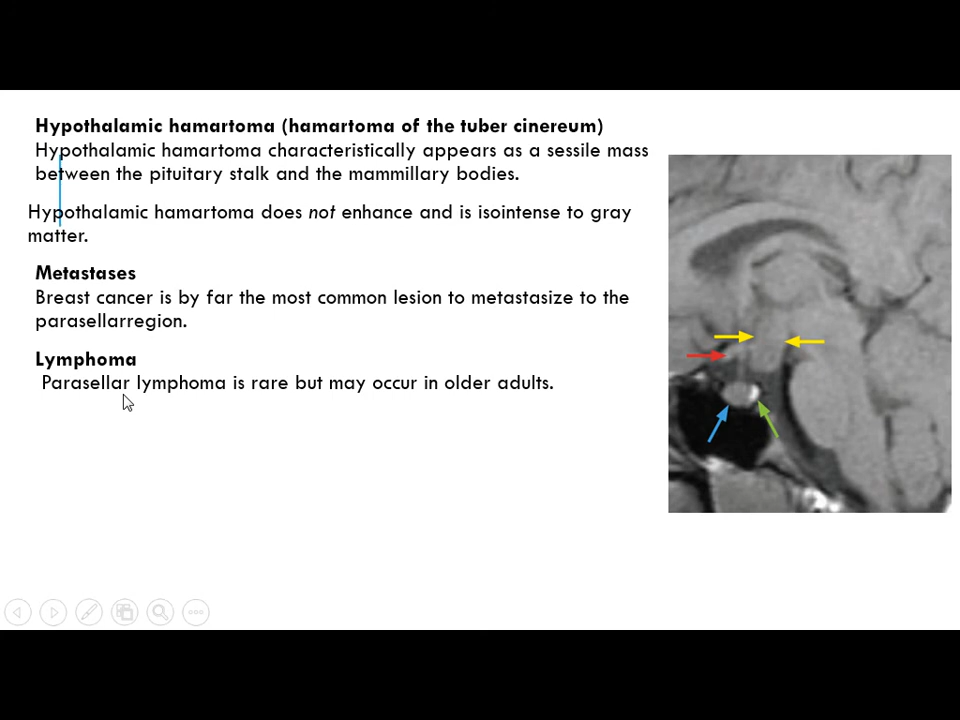 Hypothalamic hamartoma (hamartoma of the tuber cinereum)
Hypothalamic hamartoma characteristically appears as a sessile mass
between the pituitary stalk and the mammillary bodies.
Hypothalamic hamartoma does not enhance and is isointense to gray
matter.
Metastases
Breast cancer is by far the most common lesion to metastasize to the
parasellarregion.
Lymphoma
Parasellar lymphoma is rare but may occur in older adults.